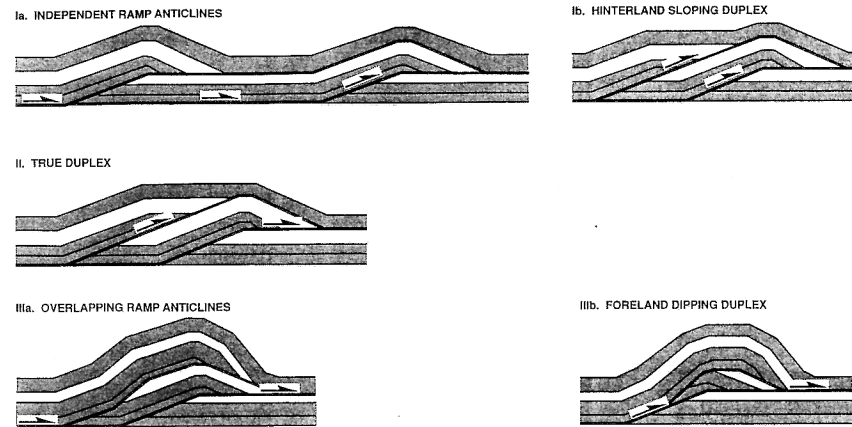 Ia. INDEPENDENT RAMP ANTICLINES
Ib. HINTERLAND SLOPING DUPLEX
II. TRUE DUPLEX
IIIa. OVERLAPPING RAMP ANTICLINES
IIIb. FORELAND DIPPING DUPLEX